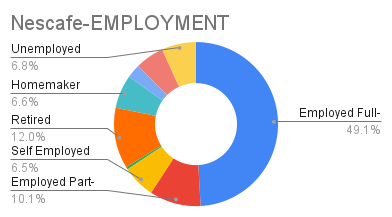 Nescafe-EMPLOYMENT
Unemployed
6.8%
Homemaker
6.6%
Retired
12.0%
Self Employed
6.5%
Employed Part-
10.1%
Employed Full-
49.1%